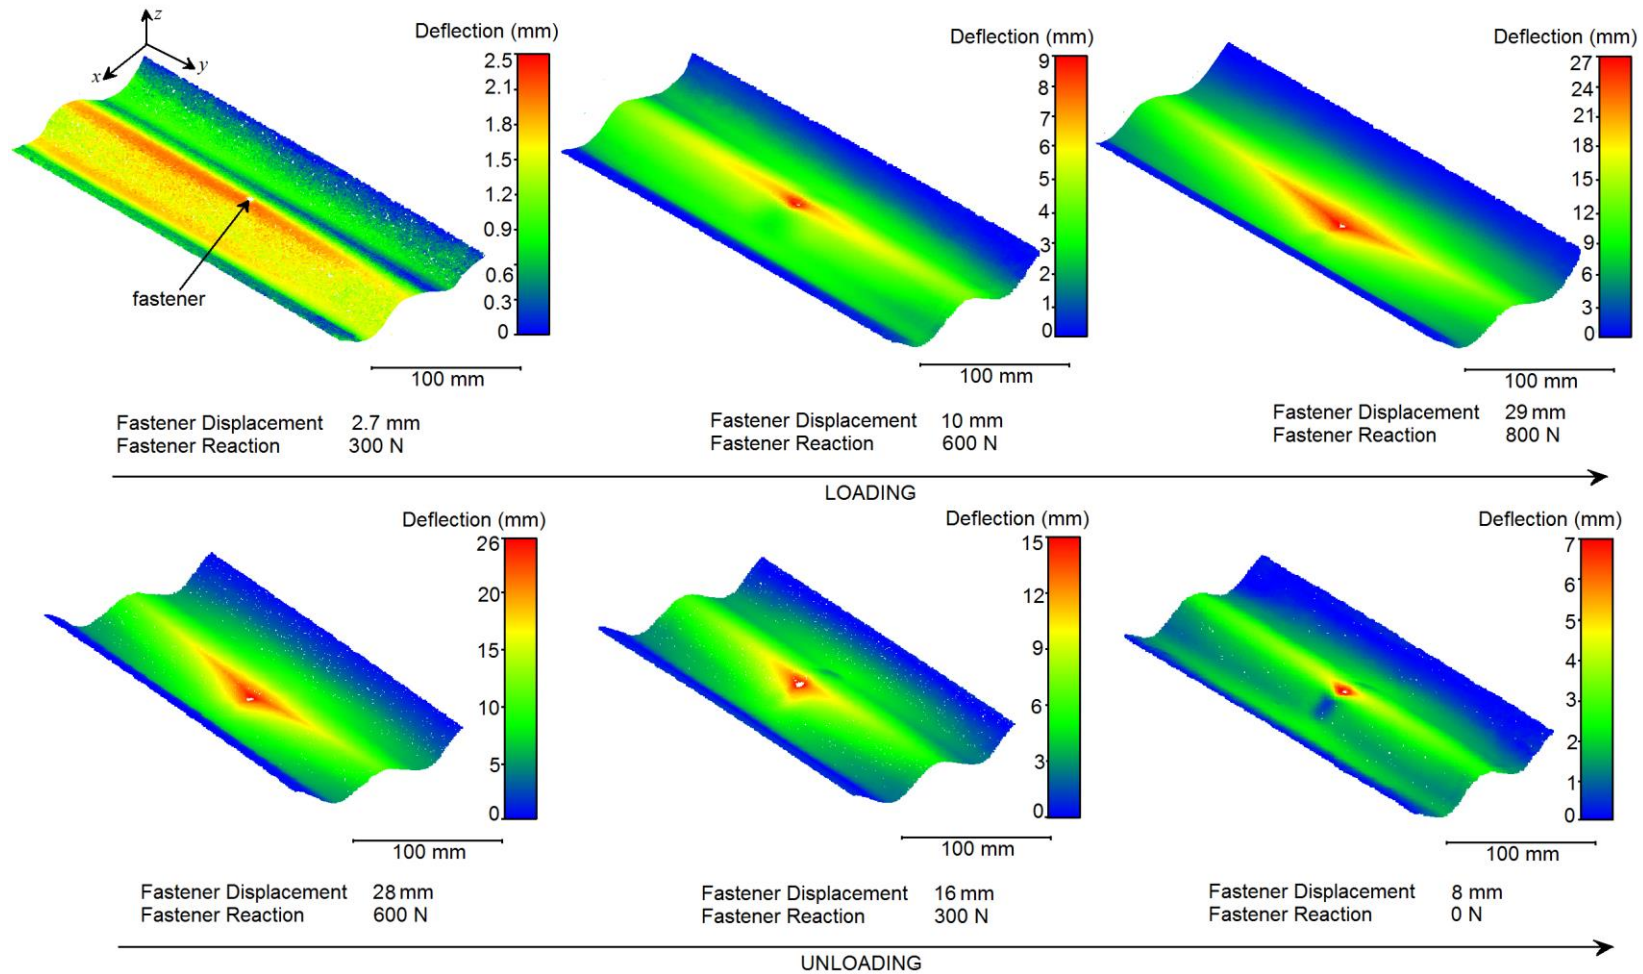 z
x
y
Deflection (mm)
2.5
2.1
1.8
1.5
1.2
0.9
0.6
0.3
0
fastener
100 mm
Fastener Displacement 2.7 mm
Fastener Reaction 300 N
Deflection (mm)
9
8
7
6
5
4
3
2
1
0
100 mm
Fastener Displacement 10 mm
Fastener Reaction 600 N
Deflection (mm)
27
24
21
18
15
12
9
6
3
0
100 mm
Fastener Displacement 29 mm
Fastener Reaction 800 N
LOADING
Deflection (mm)
26
20
15
10
5
0
100 mm
Fastener Displacement 28 mm
Fastener Reaction 600 N
Deflection (mm)
15
12
9
6
3
0
100 mm
Fastener Displacement 16 mm
Fastener Reaction 300 N
Deflection (mm)
7
6
5
4
3
2
1
0
100 mm
Fastener Displacement 8 mm
Fastener Reaction 0 N
UNLOADING